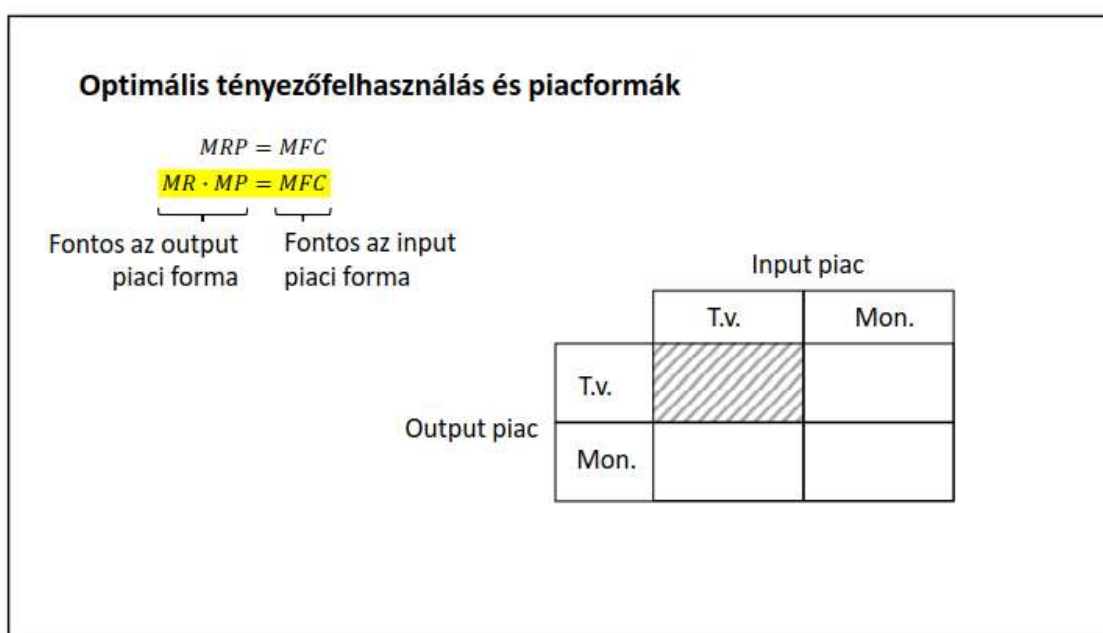 Optimális tényezőfelhasználás és piacformák
MRP = MFC
MR · MP = MFC
Fontos az output
piaci forma
Fontos az input
piaci forma
Input piac
T.v. Mon.
T.v.
Output piac
Mon.